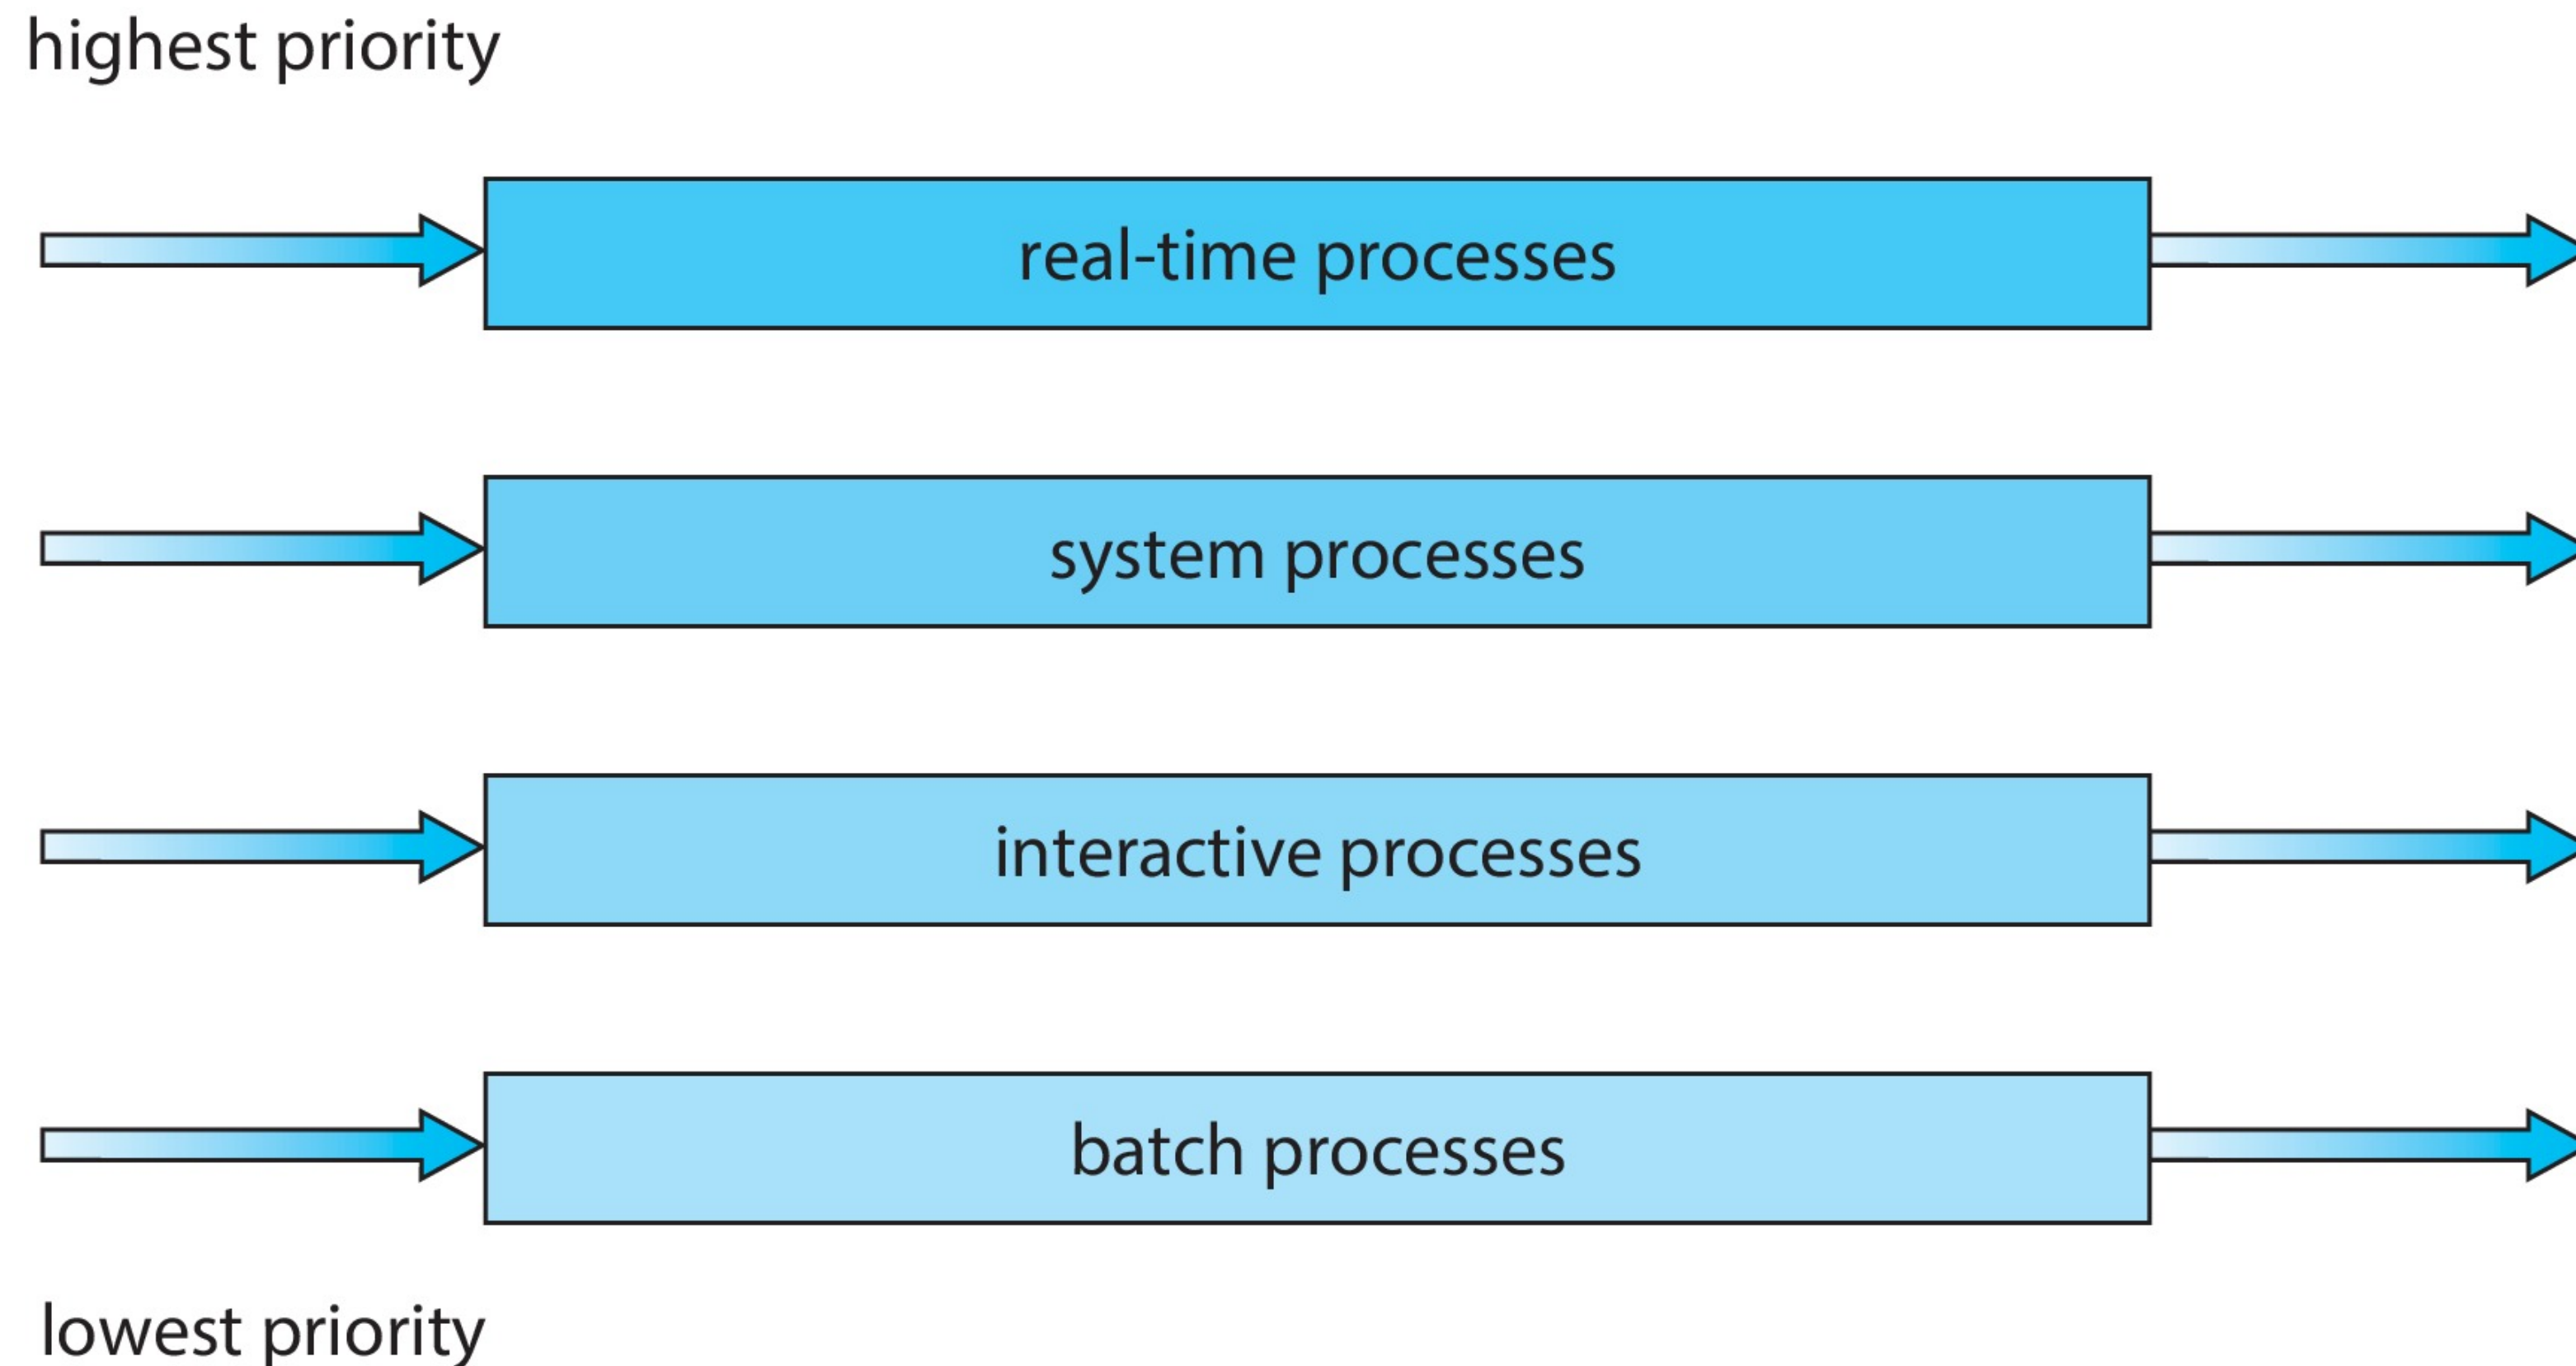 highest priority
real-time processes
system processes
interactive processes
batch processes
lowest priority